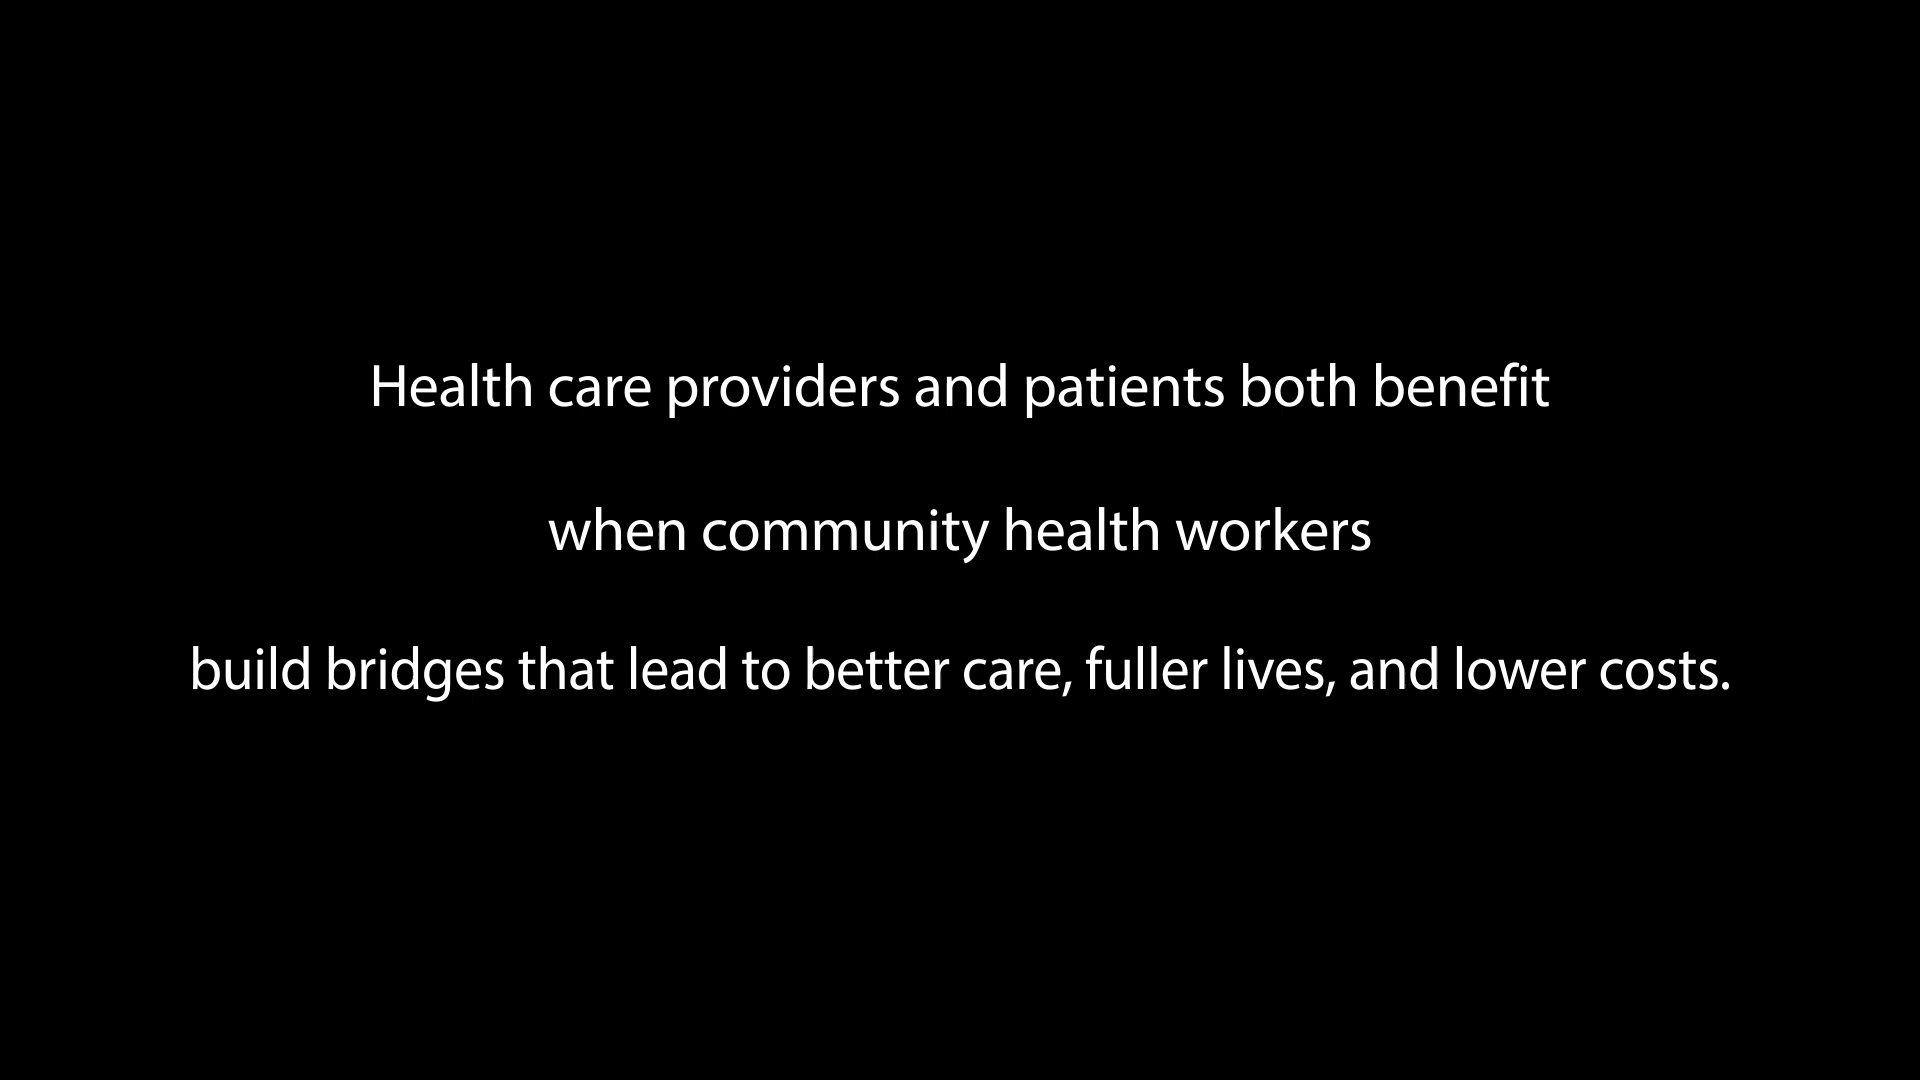 Health care providers and patients both benefit
when community health workers
build bridges that lead to better care, fuller lives, and lower costs.